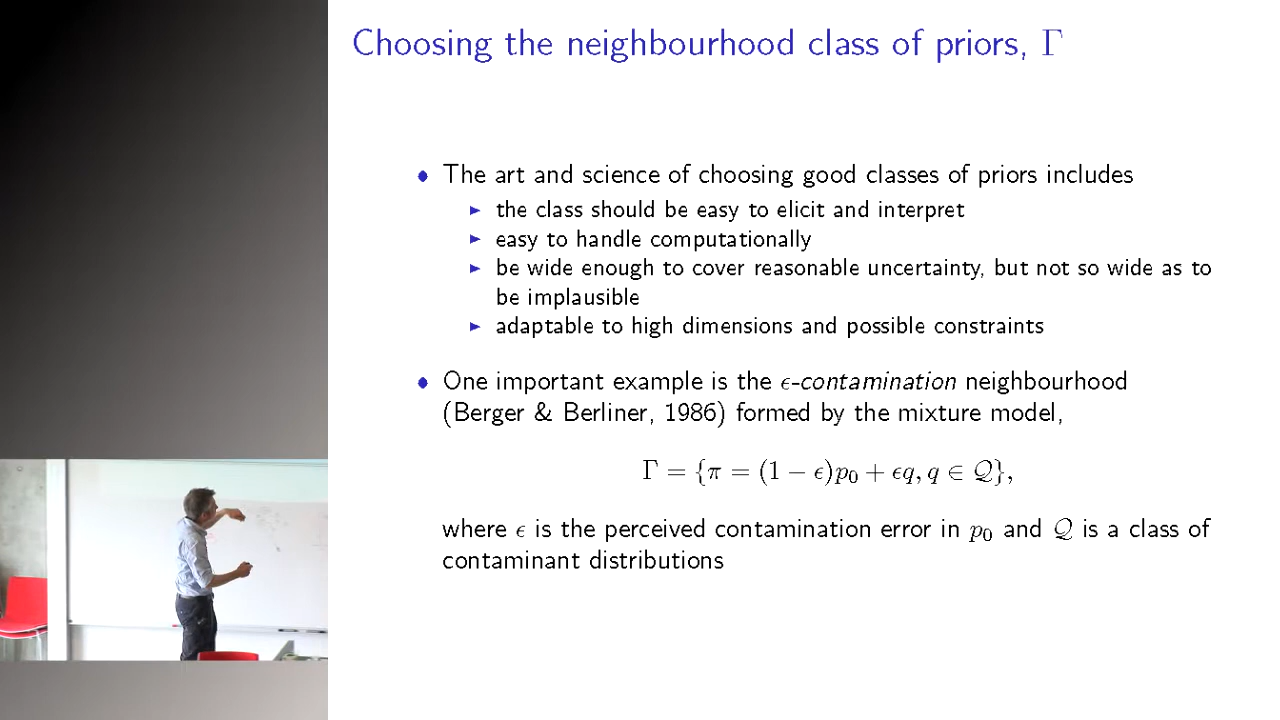 Choosing the neighbourhood class of priors, Γ
• The art and science of choosing good classes of priors includes
▶ the class should be easy to elicit and interpret
▶ easy to handle computationally
▶ be wide enough to cover reasonable uncertainty, but not so wide as to
be implausible
▶ adaptable to high dimensions and possible constraints
• One important example is the ϵ-contamination neighbourhood
(Berger & Berliner, 1986) formed by the mixture model,
Γ = {π = (1 − ϵ)p₀ + ϵq, q ∈ 𝒬},
where ϵ is the perceived contamination error in p₀ and 𝒬 is a class of
contaminant distributions